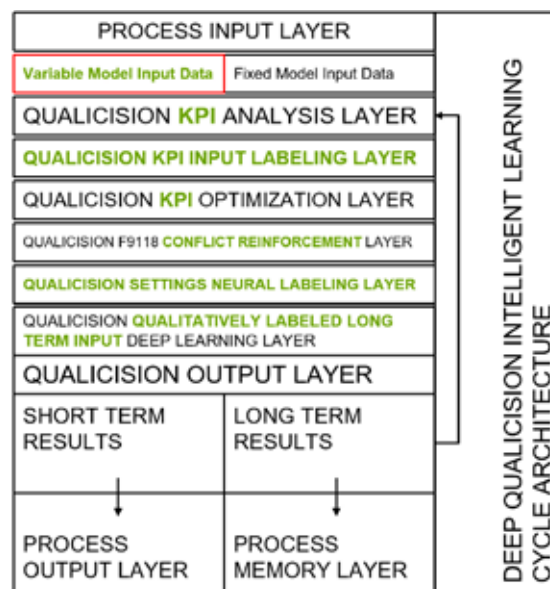 PROCESS INPUT LAYER
Variable Model Input Data
Fixed Model Input Data
QUALICISION KPI ANALYSIS LAYER
QUALICISION KPI INPUT LABELING LAYER
QUALICISION KPI OPTIMIZATION LAYER
QUALICISION F9118 CONFLICT REINFORCEMENT LAYER
QUALICISION SETTINGS NEURAL LABELING LAYER
QUALICISION QUALITATIVELY LABELED LONG
TERM INPUT DEEP LEARNING LAYER
QUALICISION OUTPUT LAYER
SHORT TERM
RESULTS
LONG TERM
RESULTS
PROCESS
OUTPUT LAYER
PROCESS
MEMORY LAYER
DEEP QUALICISION INTELLIGENT LEARNING
CYCLE ARCHITECTURE